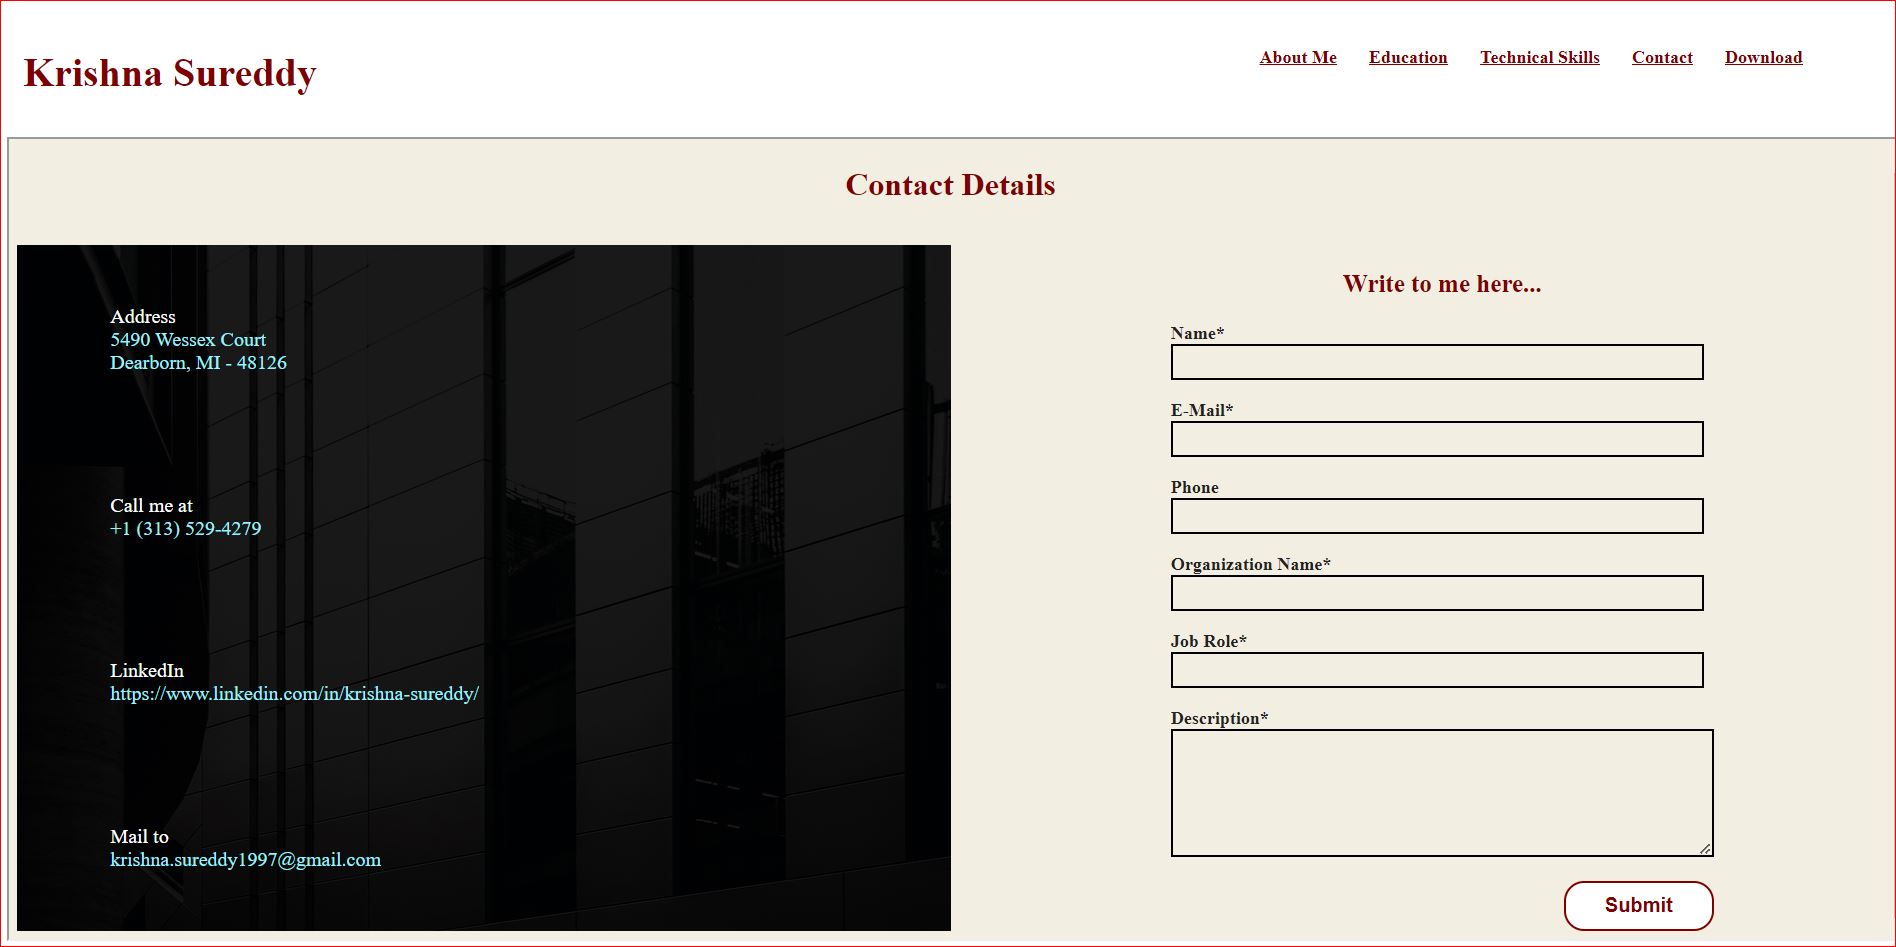 Krishna Sureddy
About Me Education Technical Skills Contact Download
Contact Details
Address
5490 Wessex Court
Dearborn, MI - 48126
Call me at
+1 (313) 529-4279
LinkedIn
https://www.linkedin.com/in/krishna-sureddy/
Mail to
krishna.sureddy1997@gmail.com
Write to me here...
Name*
E-Mail*
Phone
Organization Name*
Job Role*
Description*
Submit